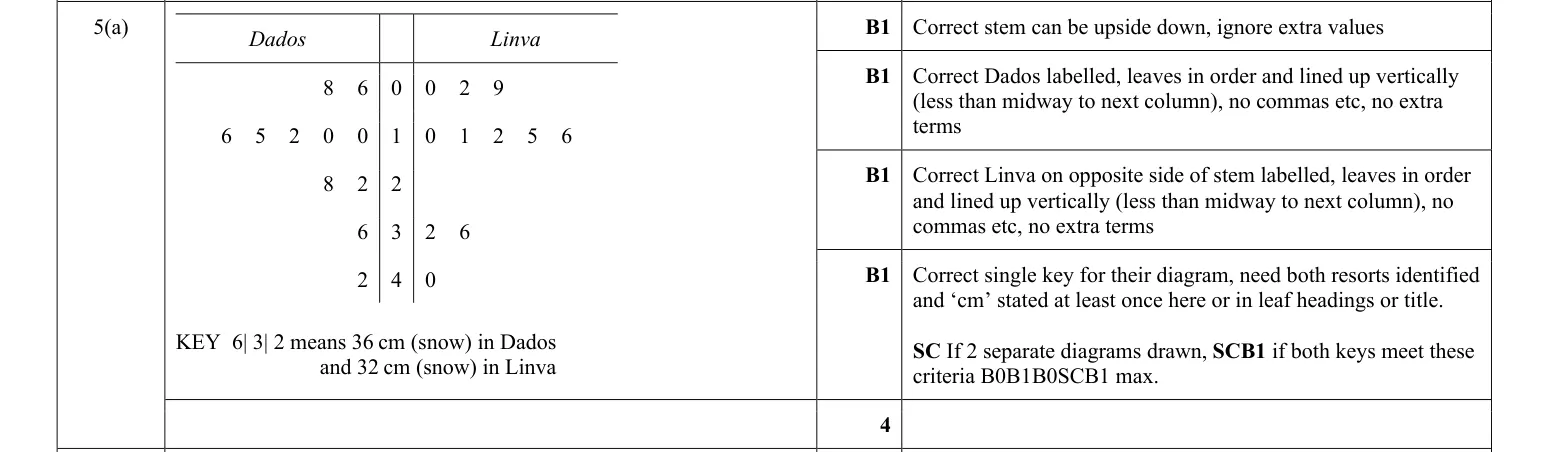 5(a)
Dados Linva
8 6 0 0 2 9
6 5 2 0 0 1 0 1 2 5 6
8 2 2
6 3 2 6
2 4 0
KEY 6| 3| 2 means 36 cm (snow) in Dados
and 32 cm (snow) in Linva
B1 Correct stem can be upside down, ignore extra values
B1 Correct Dados labelled, leaves in order and lined up vertically
(less than midway to next column), no commas etc, no extra
terms
B1 Correct Linva on opposite side of stem labelled, leaves in order
and lined up vertically (less than midway to next column), no
commas etc, no extra terms
B1 Correct single key for their diagram, need both resorts identified
and ‘cm’ stated at least once here or in leaf headings or title.
SC If 2 separate diagrams drawn, SCB1 if both keys meet these
criteria B0B1B0SCB1 max.
4